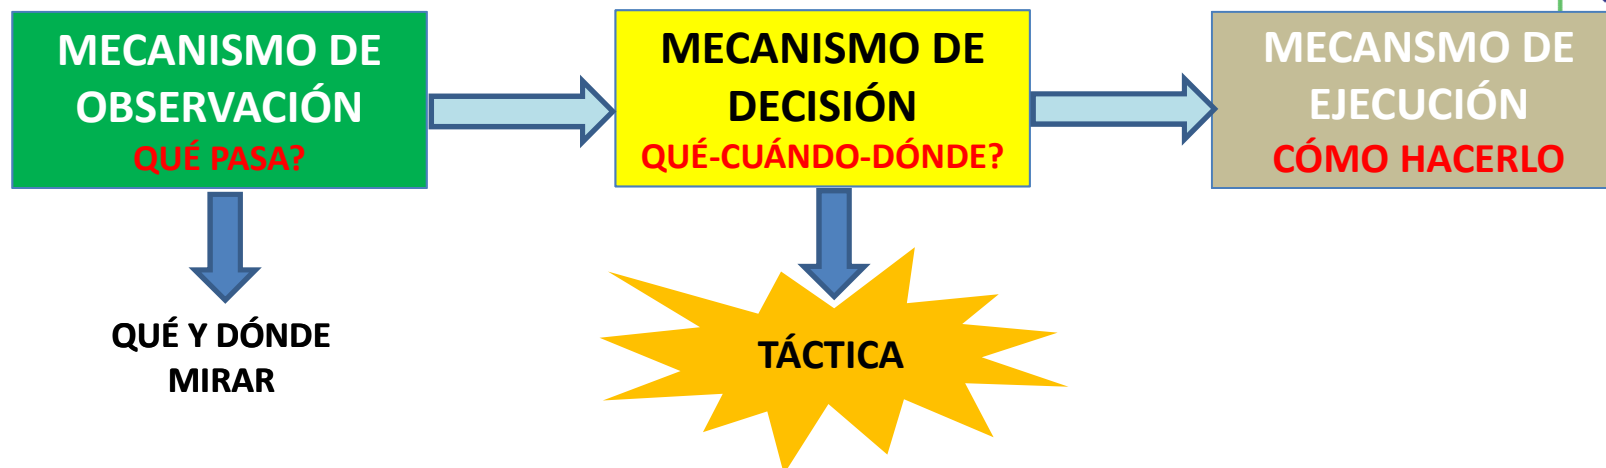 MECANISMO DE
OBSERVACIÓN
QUÉ PASA?
MECANISMO DE
DECISIÓN
QUÉ-CUÁNDO-DÓNDE?
MECANSMO DE
EJECUCIÓN
CÓMO HACERLO
QUÉ Y DÓNDE
MIRAR
TÁCTICA